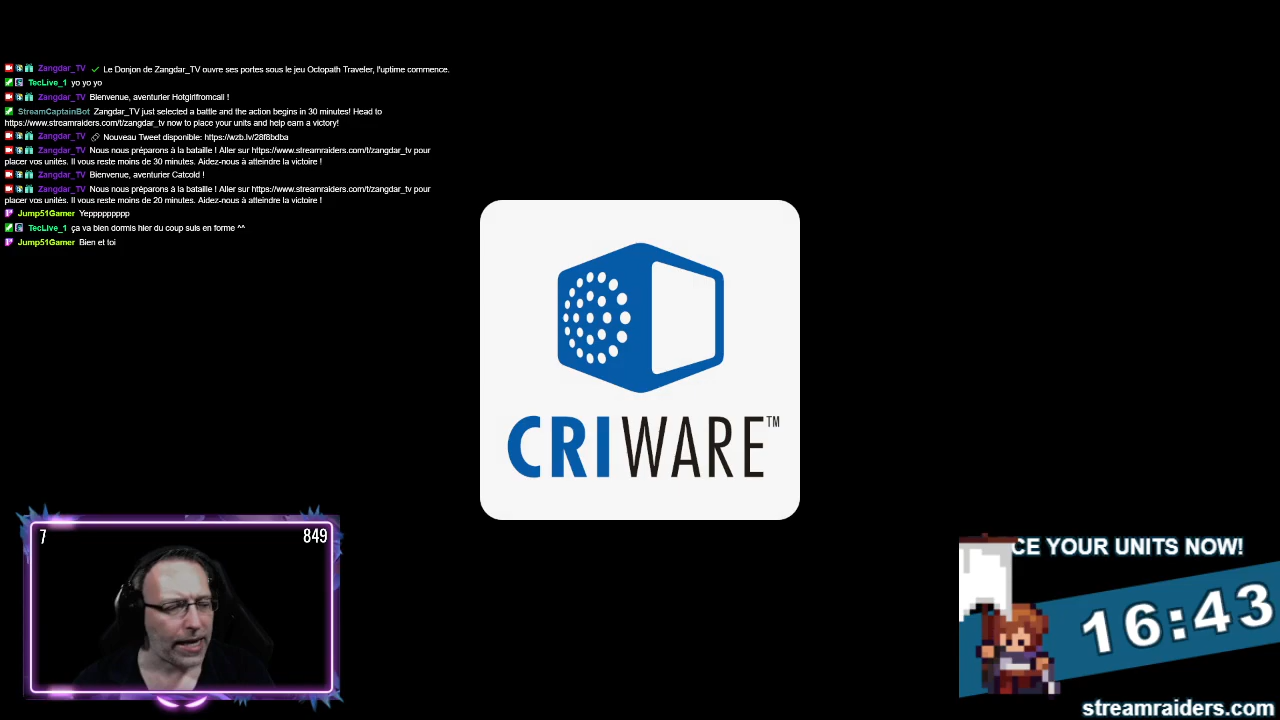 Zangdar_TV ✓ Le Donjon de Zangdar_TV ouvre ses portes sous le jeu Octopath Traveler, l'uptime commence.
TecLive_1 yo yo yo
Zangdar_TV Bienvenue, aventurier Hotgirlfromcali !
StreamCaptainBot Zangdar_TV just selected a battle and the action begins in 30 minutes! Head to
https://www.streamraiders.com/t/zangdar_tv now to place your units and help earn a victory!
Zangdar_TV Nouveau Tweet disponible: https://wzb.lv/28f8bdba
Zangdar_TV Nous nous préparons à la bataille ! Aller sur https://www.streamraiders.com/t/zangdar_tv pour
placer vos unités. Il vous reste moins de 30 minutes. Aidez-nous à atteindre la victoire !
Zangdar_TV Bienvenue, aventurier Catcold !
Zangdar_TV Nous nous préparons à la bataille ! Aller sur https://www.streamraiders.com/t/zangdar_tv pour
placer vos unités. Il vous reste moins de 20 minutes. Aidez-nous à atteindre la victoire !
Jump51Gamer Yepppppppp
TecLive_1 ça va bien dormis hier du coup suis en forme ^^
Jump51Gamer Bien et toi
CRIWARE™
7 849
CE YOUR UNITS NOW!
16:43
streamraiders.com